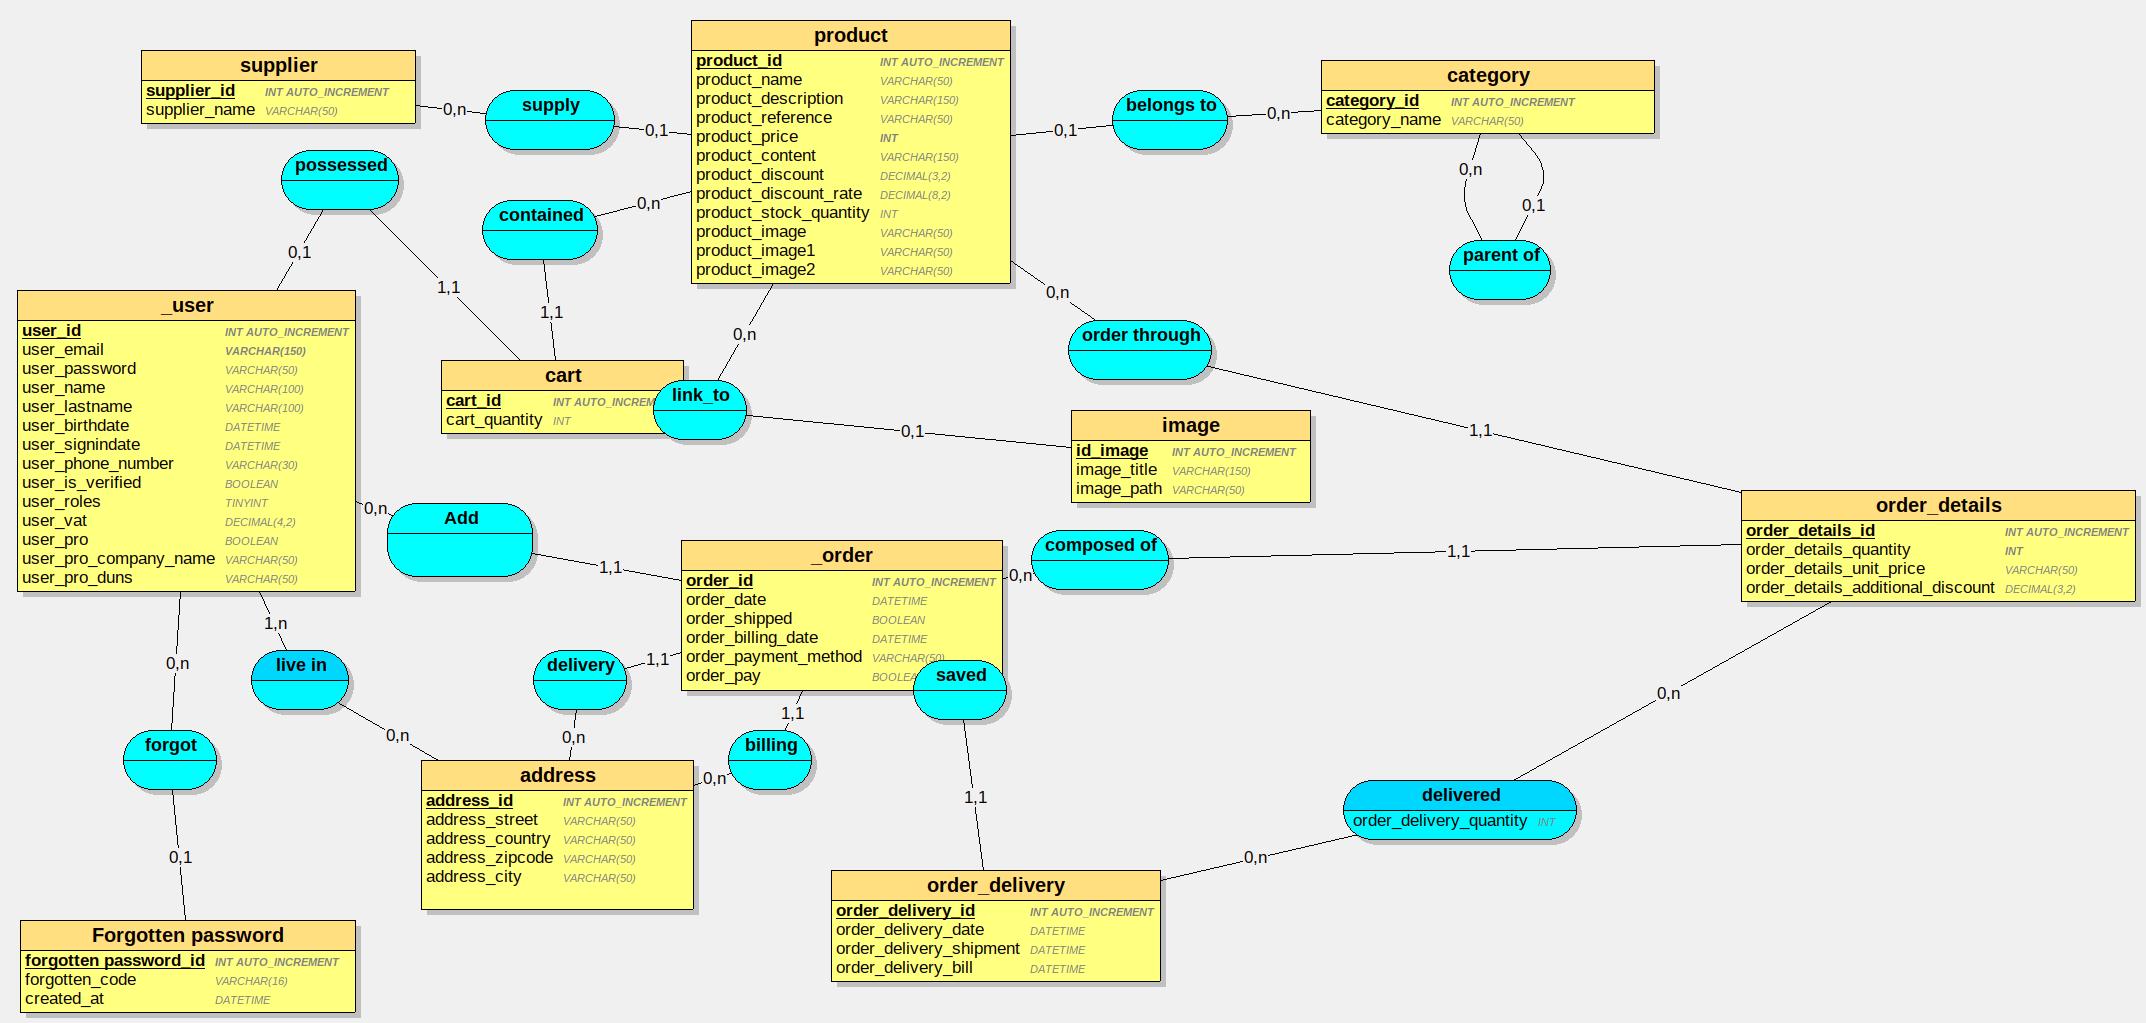 supplier
supplier_id INT AUTO_INCREMENT
supplier_name VARCHAR(50)
0,n
supply
0,1
product
product_id INT AUTO_INCREMENT
product_name VARCHAR(50)
product_description VARCHAR(150)
product_reference VARCHAR(50)
product_price INT
product_content VARCHAR(150)
product_discount DECIMAL(3,2)
product_discount_rate DECIMAL(8,2)
product_stock_quantity INT
product_image VARCHAR(50)
product_image1 VARCHAR(50)
product_image2 VARCHAR(50)
0,1
belongs to
0,n
category
category_id INT AUTO_INCREMENT
category_name VARCHAR(50)
0,n
0,1
parent of
possessed
0,1
1,1
contained
0,n
1,1
0,n
0,n
order through
1,1
_user
user_id INT AUTO_INCREMENT
user_email VARCHAR(150)
user_password VARCHAR(50)
user_name VARCHAR(100)
user_lastname VARCHAR(100)
user_birthdate DATETIME
user_signindate DATETIME
user_phone_number VARCHAR(30)
user_is_verified BOOLEAN
user_roles TINYINT
user_vat DECIMAL(4,2)
user_pro BOOLEAN
user_pro_company_name VARCHAR(50)
user_pro_duns VARCHAR(50)
cart
cart_id INT AUTO_INCREM
cart_quantity INT
link_to
0,1
image
id_image INT AUTO_INCREMENT
image_title VARCHAR(150)
image_path VARCHAR(50)
order_details
order_details_id INT AUTO_INCREMENT
order_details_quantity INT
order_details_unit_price VARCHAR(50)
order_details_additional_discount DECIMAL(3,2)
0,n
Add
1,1
_order
order_id INT AUTO_INCREMENT
order_date DATETIME
order_shipped BOOLEAN
order_billing_date DATETIME
order_payment_method VARCHAR(50)
order_pay BOOLEA
0,n
composed of
1,1
1,n
0,n
live in
0,n
delivery
1,1
0,n
saved
1,1
1,1
billing
0,n
0,n
forgot
0,1
address
address_id INT AUTO_INCREMENT
address_street VARCHAR(50)
address_country VARCHAR(50)
address_zipcode VARCHAR(50)
address_city VARCHAR(50)
delivered
order_delivery_quantity INT
0,n
order_delivery
order_delivery_id INT AUTO_INCREMENT
order_delivery_date DATETIME
order_delivery_shipment DATETIME
order_delivery_bill DATETIME
Forgotten password
forgotten password_id INT AUTO_INCREMENT
forgotten_code VARCHAR(16)
created_at DATETIME